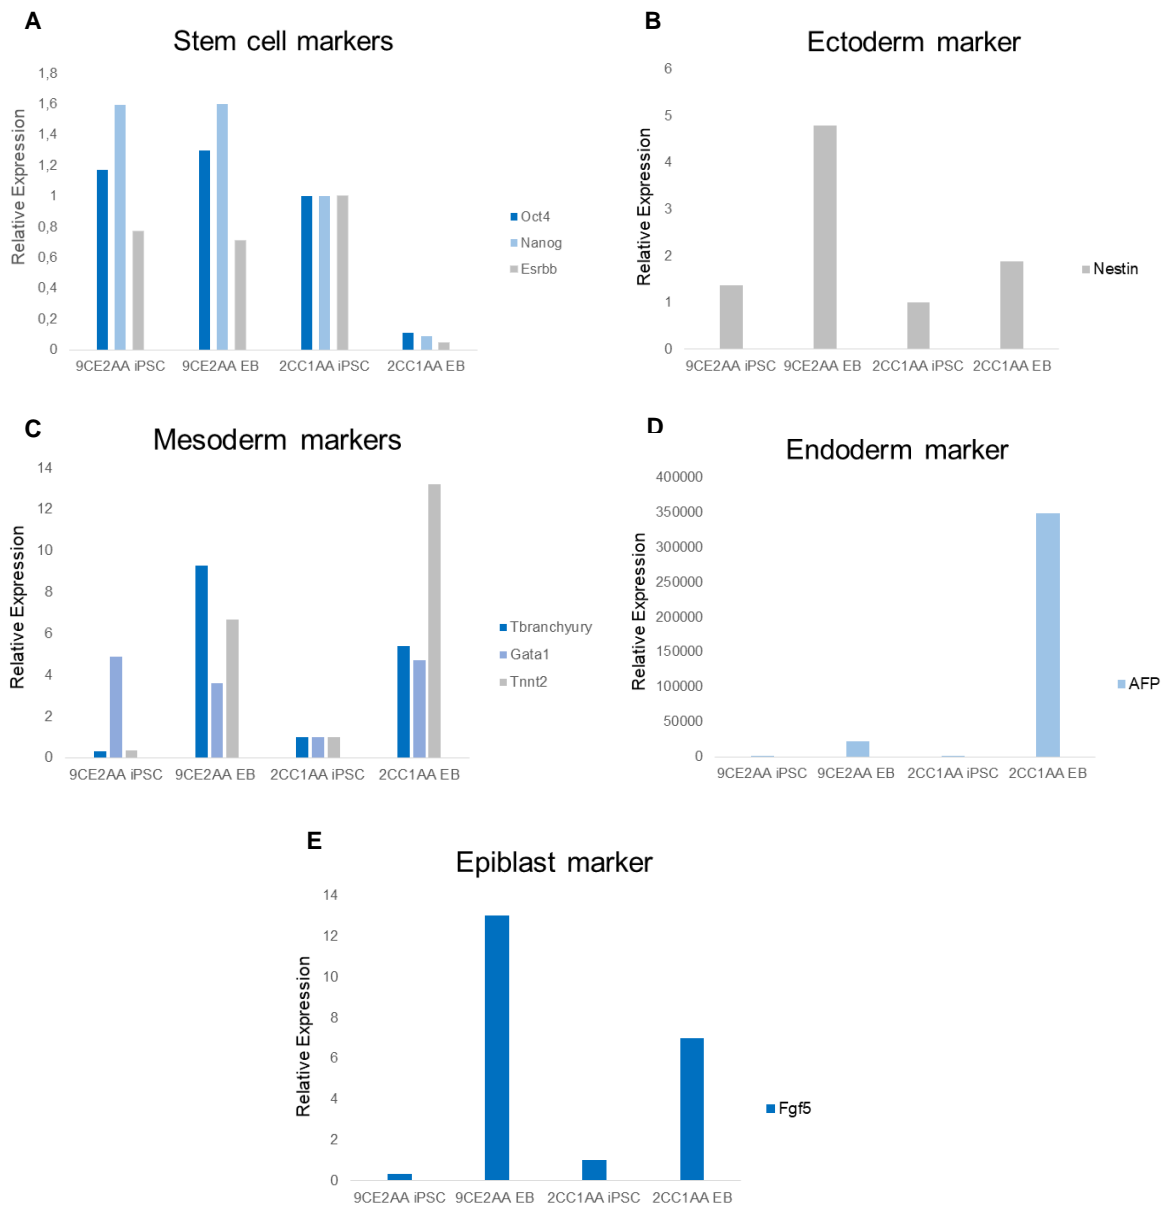 A
Stem cell markers
Relative Expression
1,8
1,6
1,4
1,2
1
0,8
0,6
0,4
0,2
0
9CE2AA iPSC 9CE2AA EB 2CC1AA iPSC 2CC1AA EB
Oct4
Nanog
Esrbb
B
Ectoderm marker
Relative Expression
6
5
4
3
2
1
0
9CE2AA iPSC 9CE2AA EB 2CC1AA iPSC 2CC1AA EB
Nestin
C
Mesoderm markers
Relative Expression
14
12
10
8
6
4
2
0
9CE2AA iPSC 9CE2AA EB 2CC1AA iPSC 2CC1AA EB
Tbranchyury
Gata1
Tnnt2
D
Endoderm marker
Relative Expression
400000
350000
300000
250000
200000
150000
100000
50000
0
9CE2AA iPSC 9CE2AA EB 2CC1AA iPSC 2CC1AA EB
AFP
E
Epiblast marker
Relative Expression
14
12
10
8
6
4
2
0
9CE2AA iPSC 9CE2AA EB 2CC1AA iPSC 2CC1AA EB
Fgf5